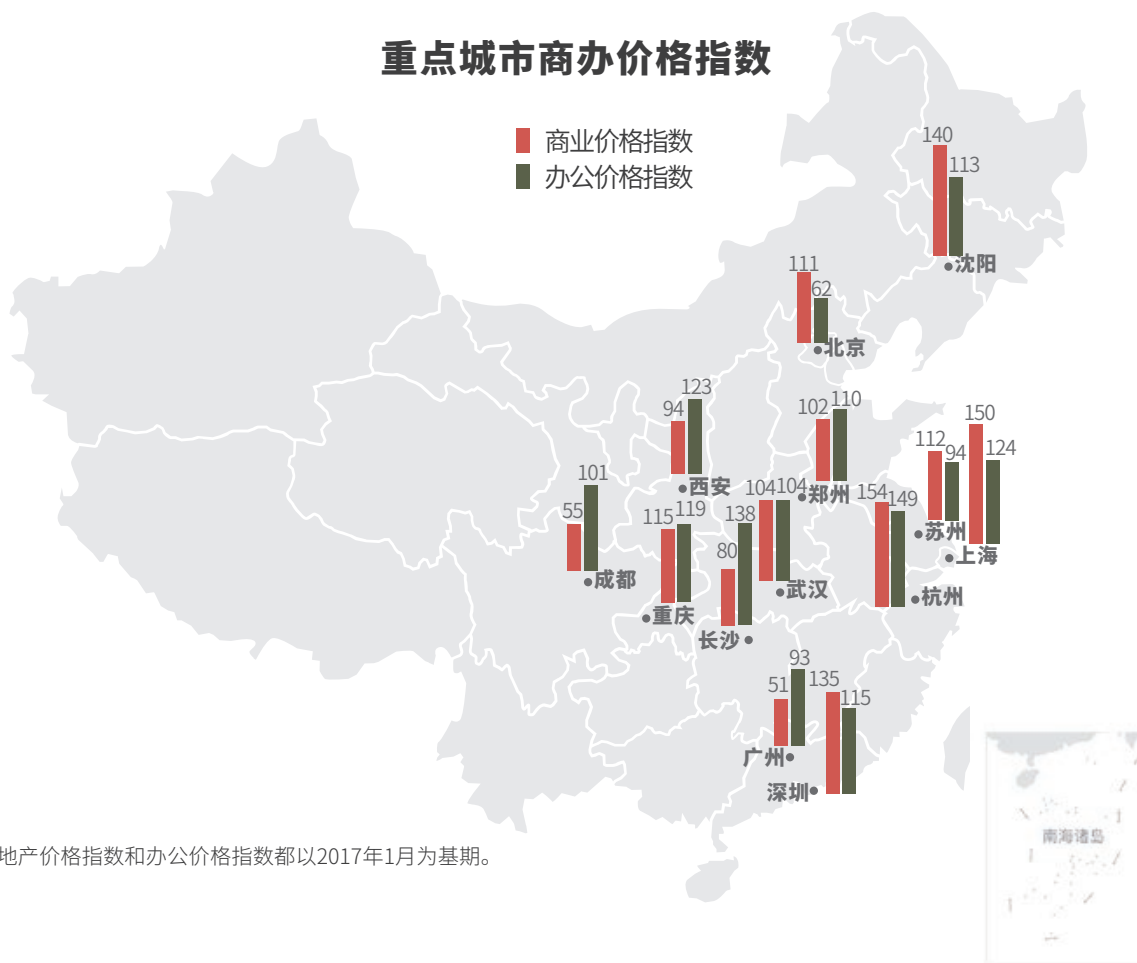 重点城市商办价格指数
商业价格指数
办公价格指数
140
113
沈阳
111
62
北京
94
123
西安
102
110
郑州
150
112
94
124
苏州
上海
55
101
成都
115
119
重庆
80
138
长沙
104
104
武汉
154
149
杭州
51
93
广州
135
115
深圳
南海诸岛
地产价格指数和办公价格指数都以2017年1月为基期。